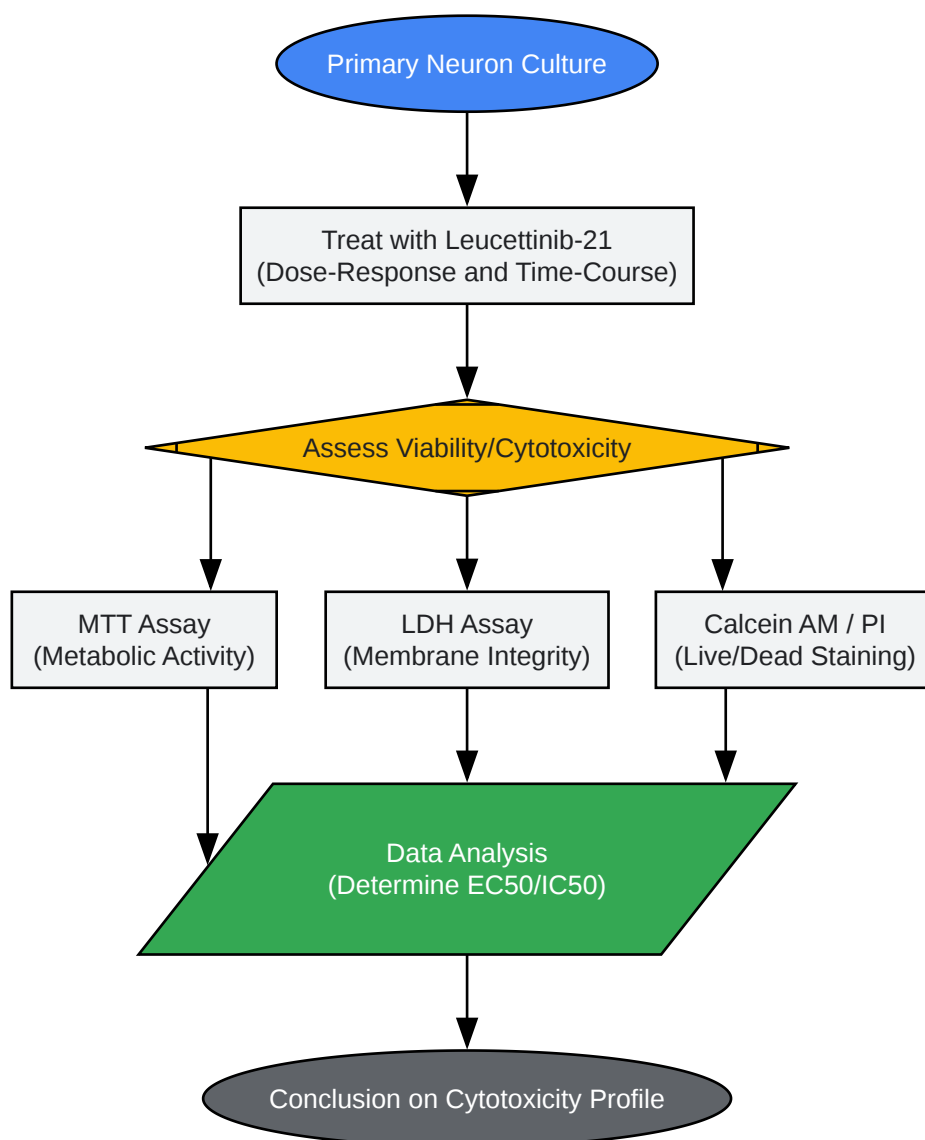 Primary Neuron Culture
Treat with Leucettinib-21
(Dose-Response and Time-Course)
Assess Viability/Cytotoxicity
MTT Assay
(Metabolic Activity)
LDH Assay
(Membrane Integrity)
Calcein AM / PI
(Live/Dead Staining)
Data Analysis
(Determine EC50/IC50)
Conclusion on Cytotoxicity Profile